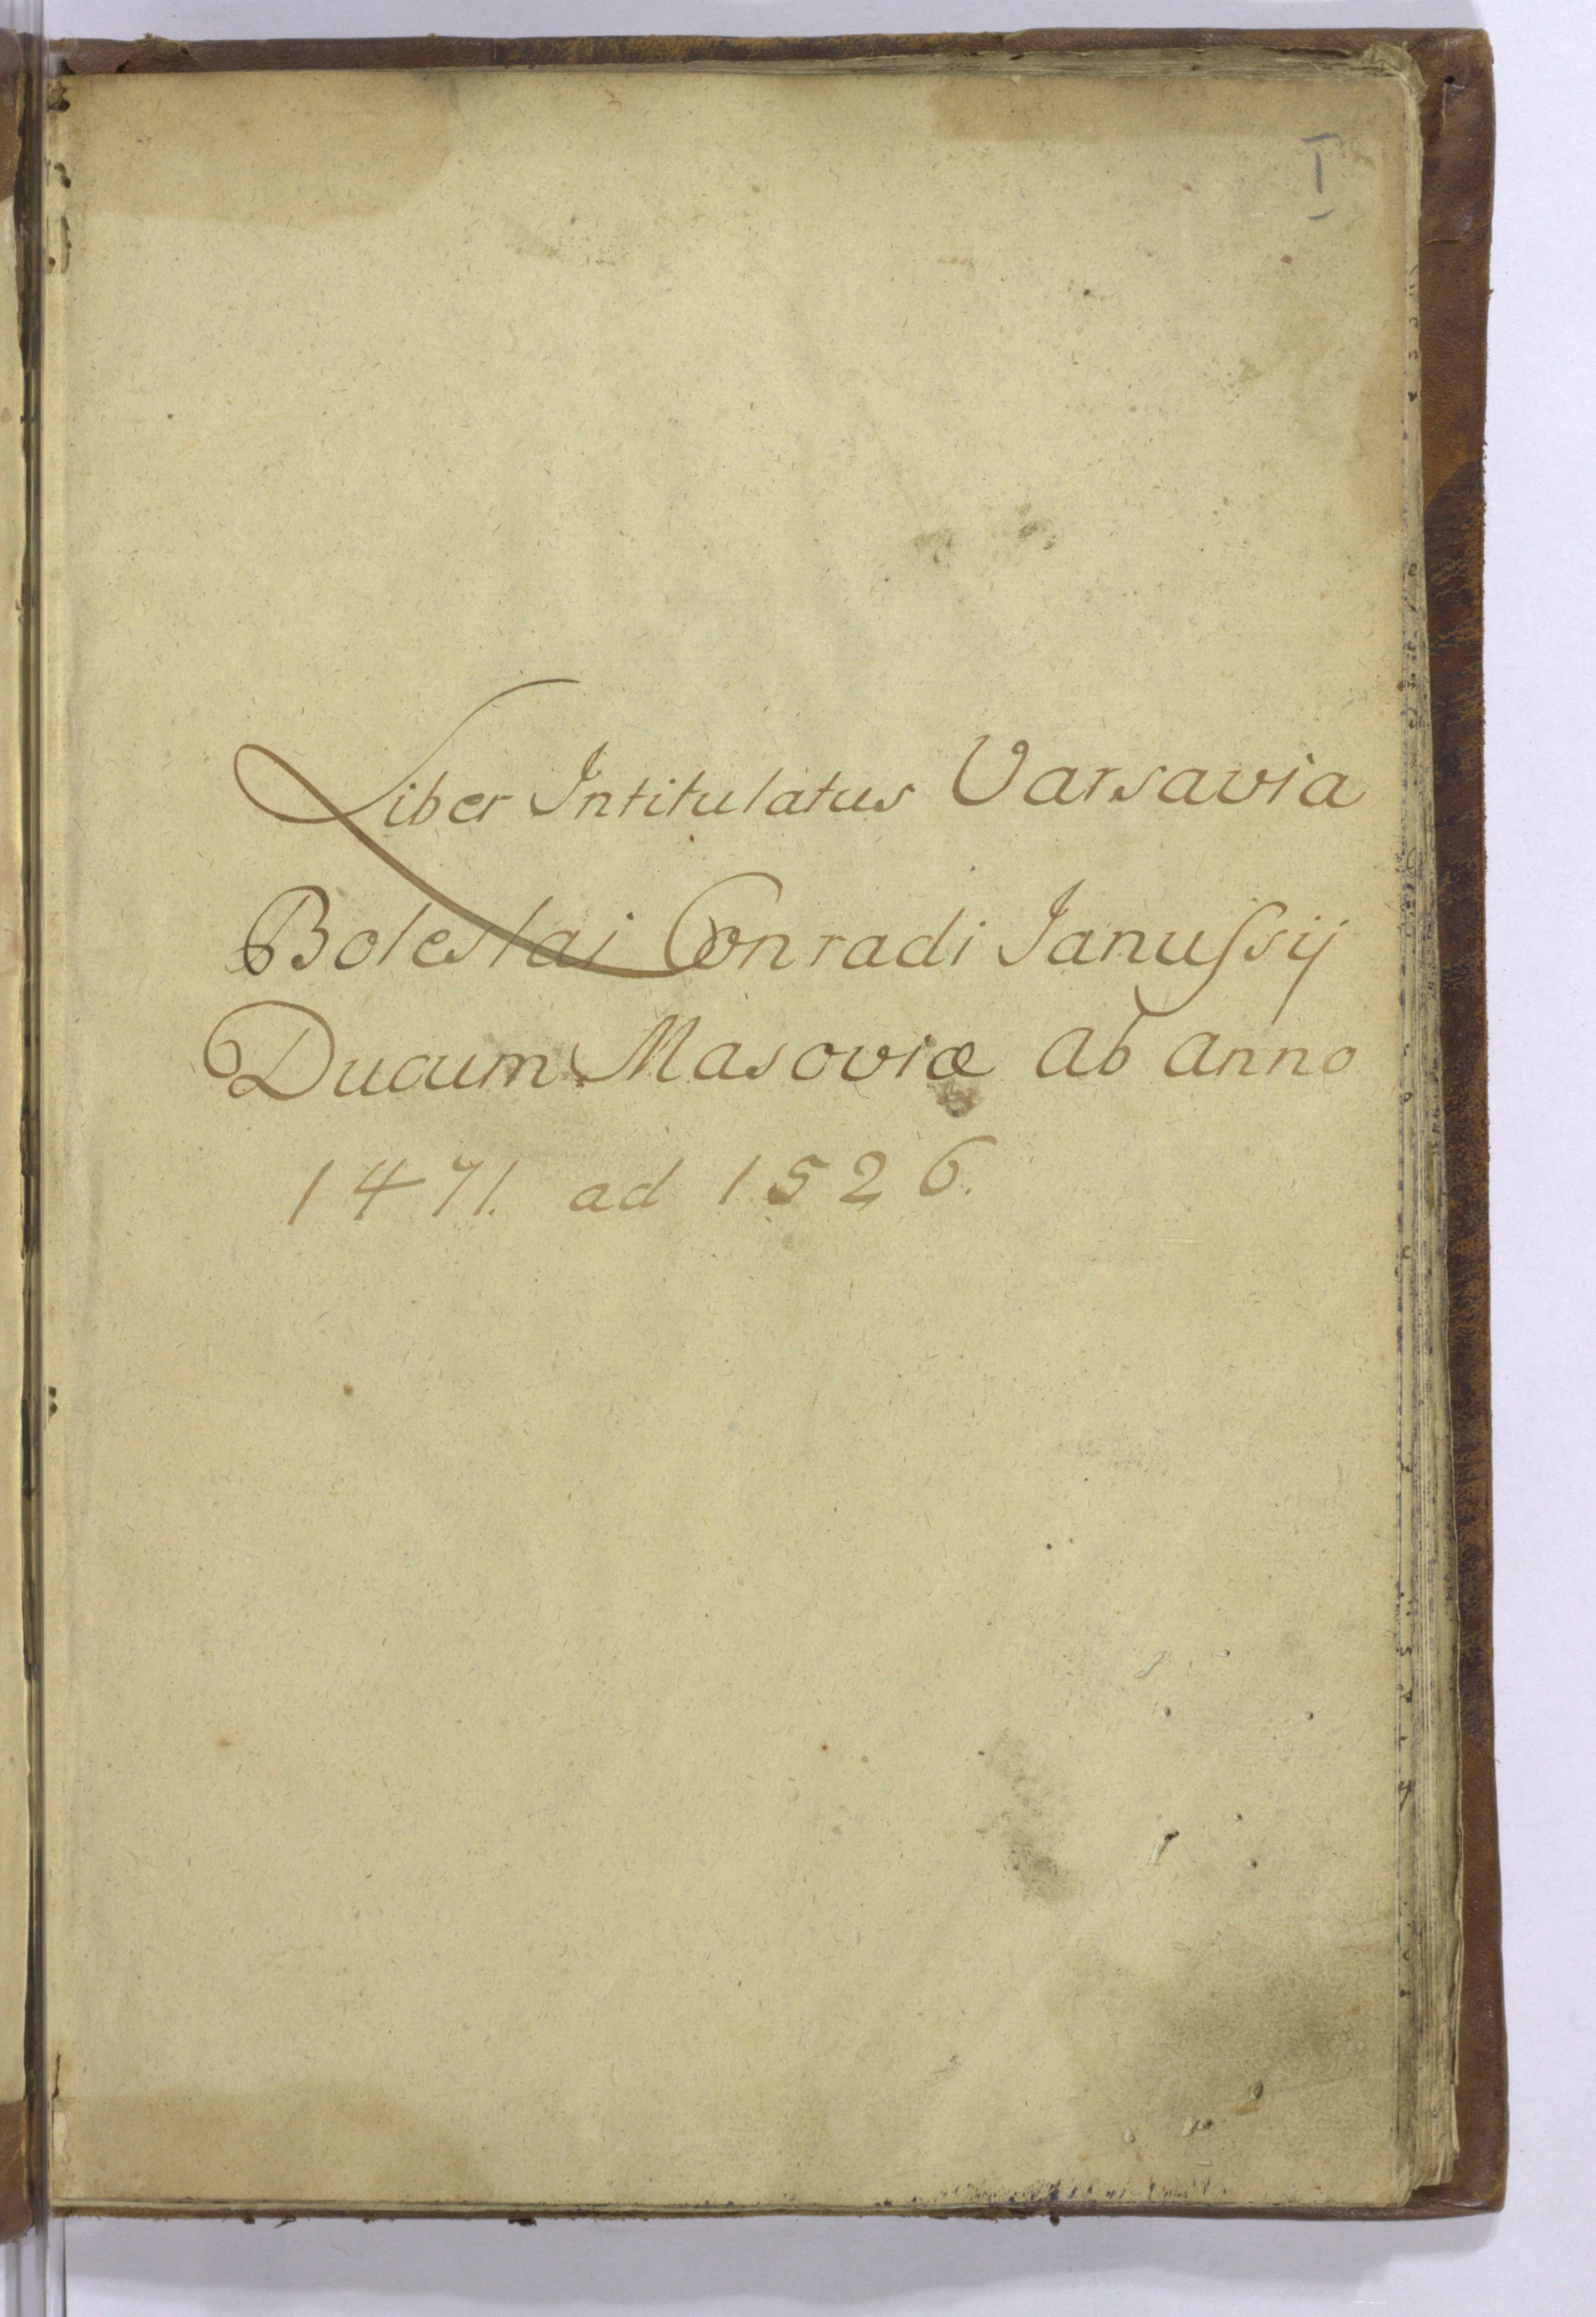 I
Liber Intitulatus Varsavia
Boleslai Conradi Janussij
Ducum Masoviæ ab anno
1471. ad 1526.